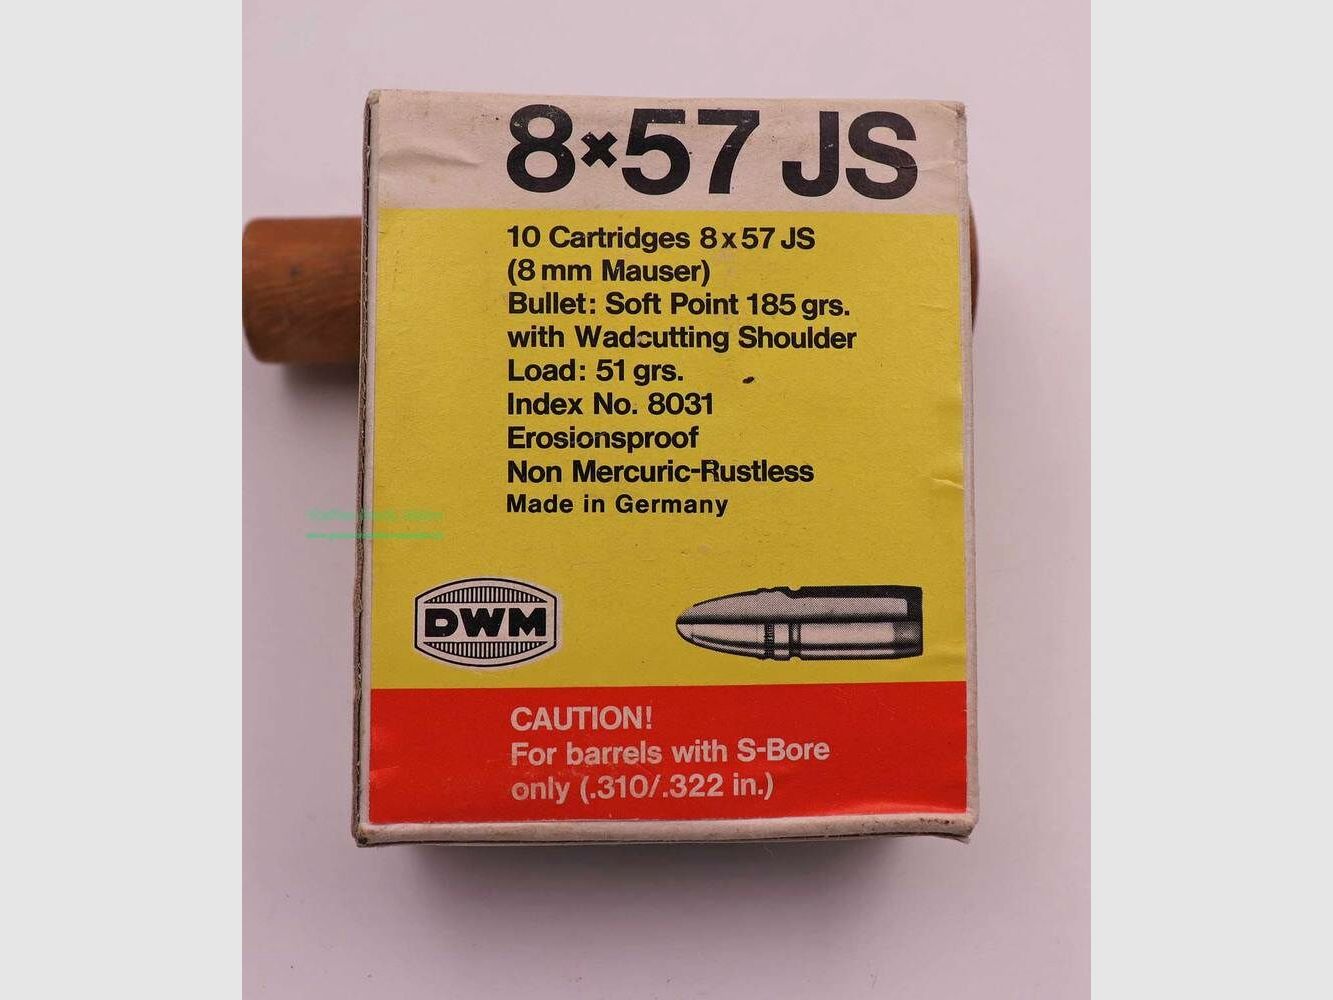 8×57 JS
10 Cartridges 8x57 JS
(8 mm Mauser)
Bullet: Soft Point 185 grs.
with Wadcutting Shoulder
Load: 51 grs.
Index No. 8031
Erosionsproof
Non Mercuric-Rustless
Made in Germany
DWM
CAUTION!
For barrels with S-Bore
only (.310/.322 in.)